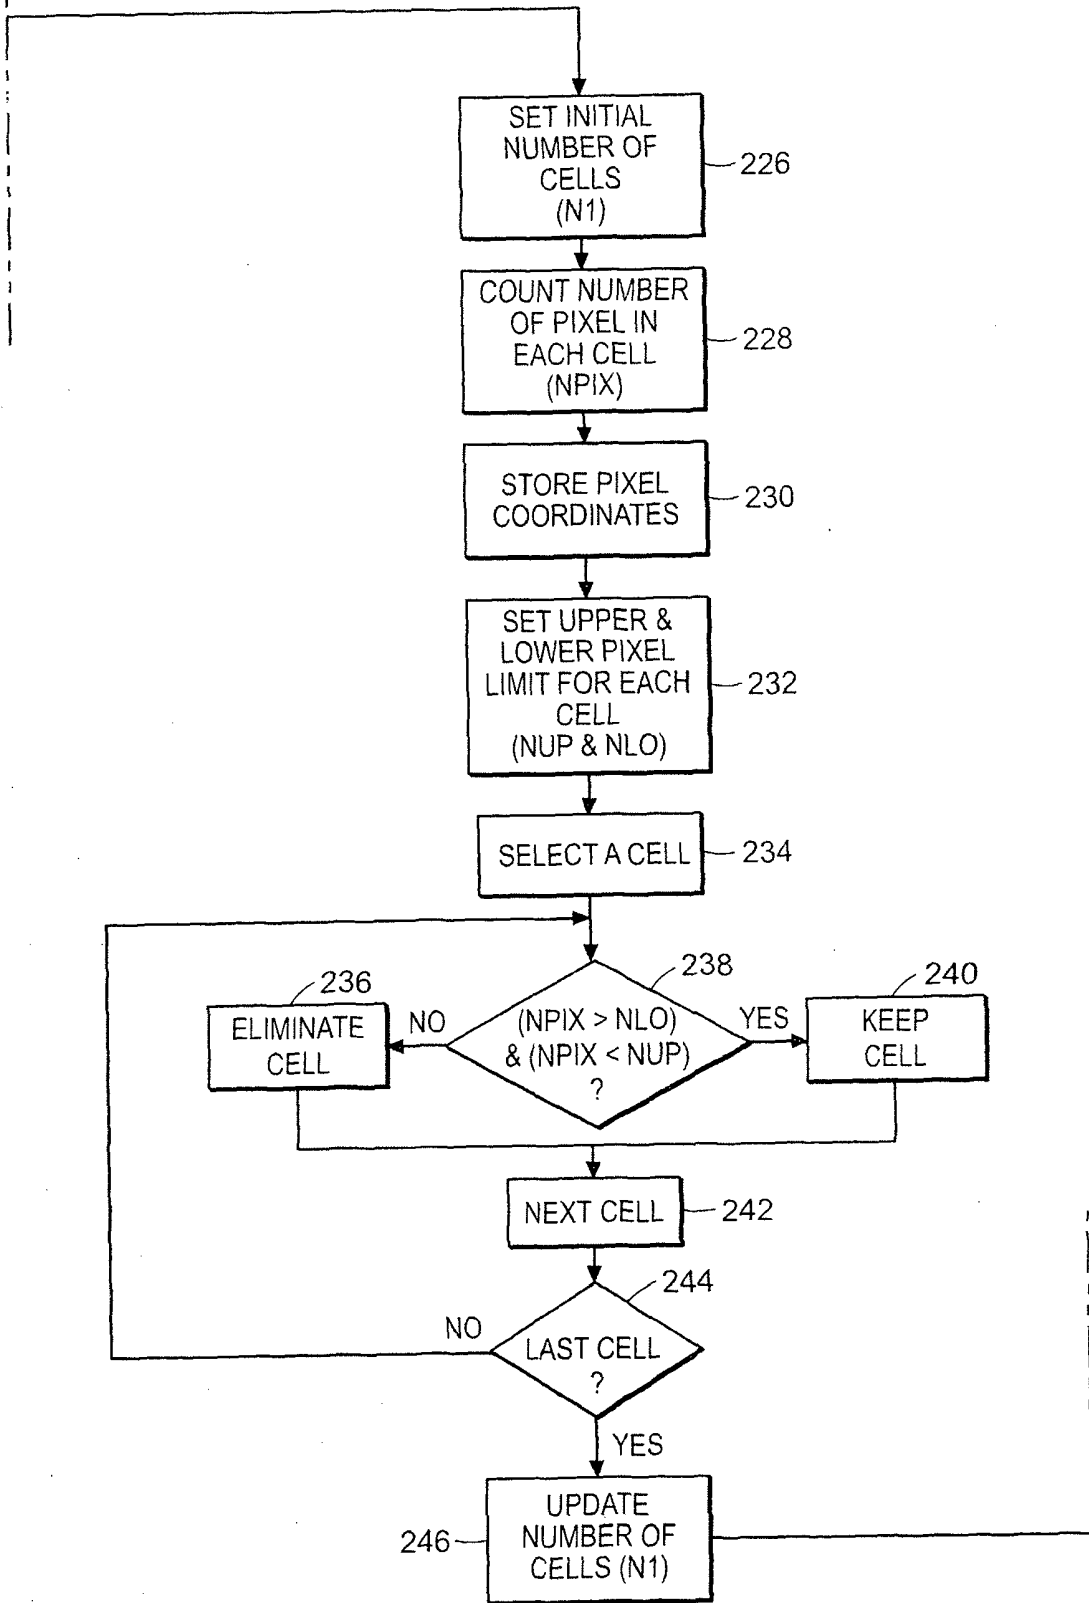 SET INITIAL
NUMBER OF
CELLS
(N1)
226
COUNT NUMBER
OF PIXEL IN
EACH CELL
(NPIX)
228
STORE PIXEL
COORDINATES
230
SET UPPER &
LOWER PIXEL
LIMIT FOR EACH
CELL
(NUP & NLO)
232
SELECT A CELL
234
238
(NPIX > NLO)
& (NPIX < NUP)
?
NO
236
ELIMINATE
CELL
YES
240
KEEP
CELL
NEXT CELL
242
244
LAST CELL
?
NO
YES
UPDATE
NUMBER OF
CELLS (N1)
246